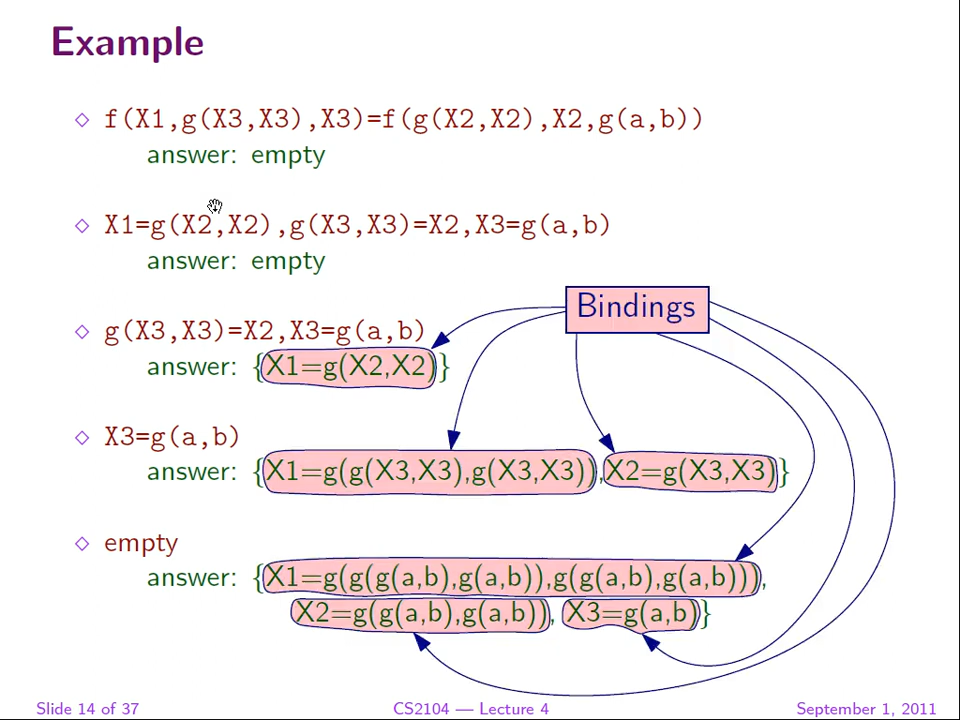 Example
◇ f(X1,g(X3,X3),X3)=f(g(X2,X2),X2,g(a,b))
answer: empty
◇ X1=g(X2,X2),g(X3,X3)=X2,X3=g(a,b)
answer: empty
Bindings
◇ g(X3,X3)=X2,X3=g(a,b)
answer: {X1=g(X2,X2)}
◇ X3=g(a,b)
answer: {X1=g(g(X3,X3),g(X3,X3)),X2=g(X3,X3)}
◇ empty
answer: {X1=g(g(g(a,b),g(a,b)),g(g(a,b),g(a,b))),
X2=g(g(a,b),g(a,b)), X3=g(a,b)}
Slide 14 of 37 CS2104 — Lecture 4 September 1, 2011